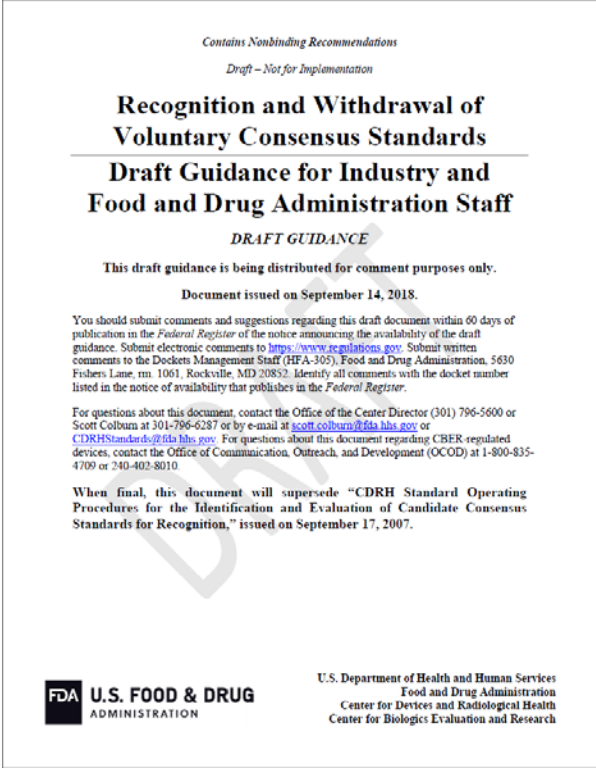 Contains Nonbinding Recommendations
Draft – Not for Implementation
Recognition and Withdrawal of
Voluntary Consensus Standards
Draft Guidance for Industry and
Food and Drug Administration Staff
DRAFT GUIDANCE
This draft guidance is being distributed for comment purposes only.
Document issued on September 14, 2018.
You should submit comments and suggestions regarding this draft document within 60 days of
publication in the Federal Register of the notice announcing the availability of the draft
guidance. Submit electronic comments to https://www.regulations.gov. Submit written
comments to the Dockets Management Staff (HFA-305), Food and Drug Administration, 5630
Fishers Lane, rm. 1061, Rockville, MD 20852. Identify all comments with the docket number
listed in the notice of availability that publishes in the Federal Register.
For questions about this document, contact the Office of the Center Director (301) 796-5600 or
Scott Colburn at 301-796-6287 or by e-mail at scott.colburn@fda.hhs.gov or
CDRHStandards@fda.hhs.gov. For questions about this document regarding CBER-regulated
devices, contact the Office of Communication, Outreach, and Development (OCOD) at 1-800-835-
4709 or 240-402-8010.
When final, this document will supersede “CDRH Standard Operating
Procedures for the Identification and Evaluation of Candidate Consensus
Standards for Recognition,” issued on September 17, 2007.
DRAFT
FDA U.S. FOOD & DRUG
ADMINISTRATION
U.S. Department of Health and Human Services
Food and Drug Administration
Center for Devices and Radiological Health
Center for Biologics Evaluation and Research